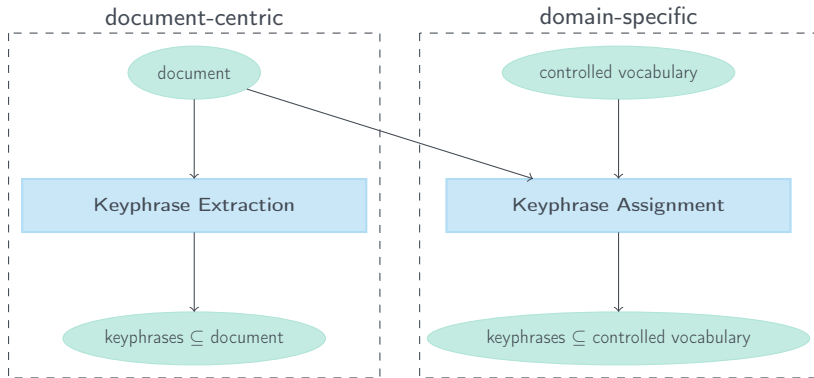 document-centric
document
Keyphrase Extraction
keyphrases ⊆ document
domain-specific
controlled vocabulary
Keyphrase Assignment
keyphrases ⊆ controlled vocabulary